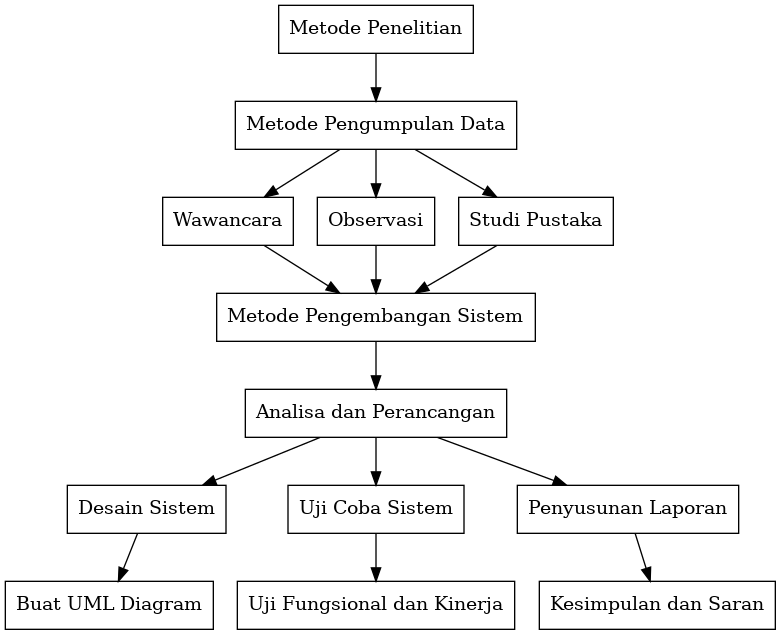 Metode Penelitian
Metode Pengumpulan Data
Wawancara
Observasi
Studi Pustaka
Metode Pengembangan Sistem
Analisa dan Perancangan
Desain Sistem
Uji Coba Sistem
Penyusunan Laporan
Buat UML Diagram
Uji Fungsional dan Kinerja
Kesimpulan dan Saran